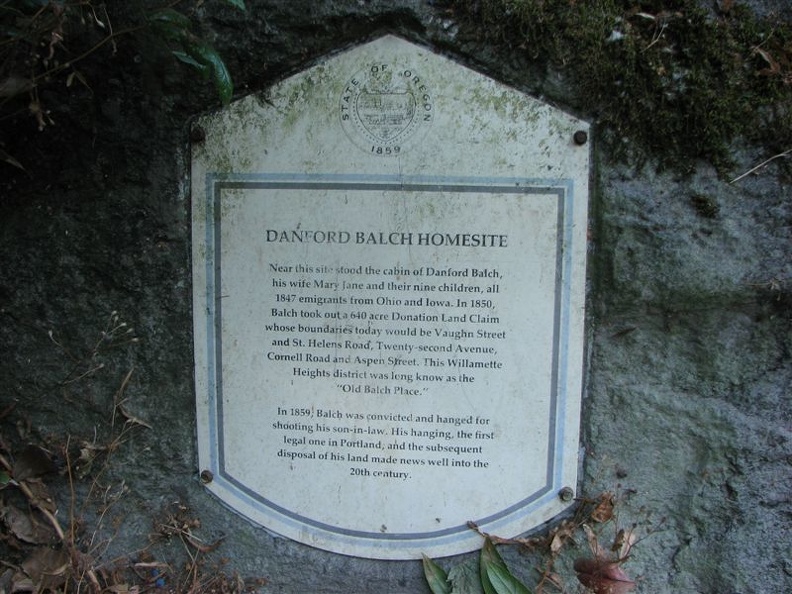 STATE OF OREGON
1859
DANFORD BALCH HOMESITE
Near this site stood the cabin of Danford Balch,
his wife Mary Jane and their nine children, all
1847 emigrants from Ohio and Iowa. In 1850,
Balch took out a 640 acre Donation Land Claim
whose boundaries today would be Vaughn Street
and St. Helens Road, Twenty-second Avenue,
Cornell Road and Aspen Street. This Willamette
Heights district was long know as the
"Old Balch Place."
In 1859, Balch was convicted and hanged for
shooting his son-in-law. His hanging, the first
legal one in Portland, and the subsequent
disposal of his land made news well into the
20th century.